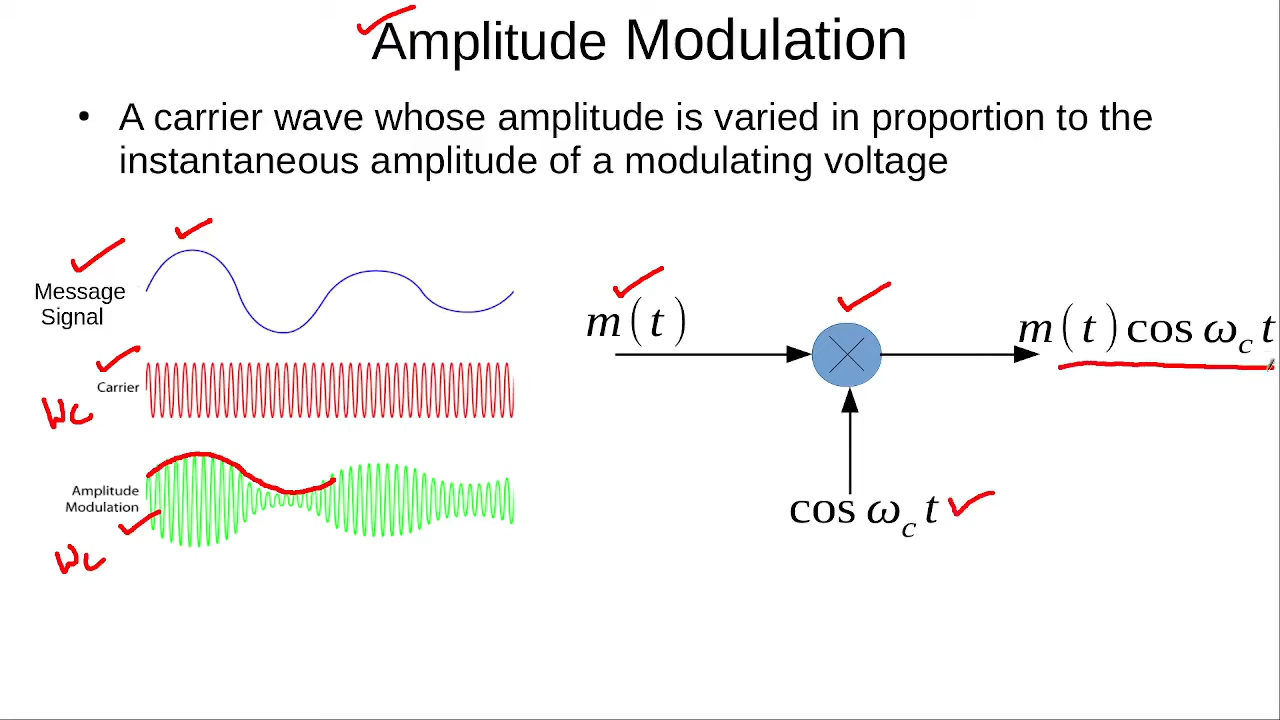 Amplitude Modulation
• A carrier wave whose amplitude is varied in proportion to the
instantaneous amplitude of a modulating voltage
Message
Signal
Carrier
Wc
Amplitude
Modulation
Wc
m(t)
m(t) cos ω_c t
cos ω_c t